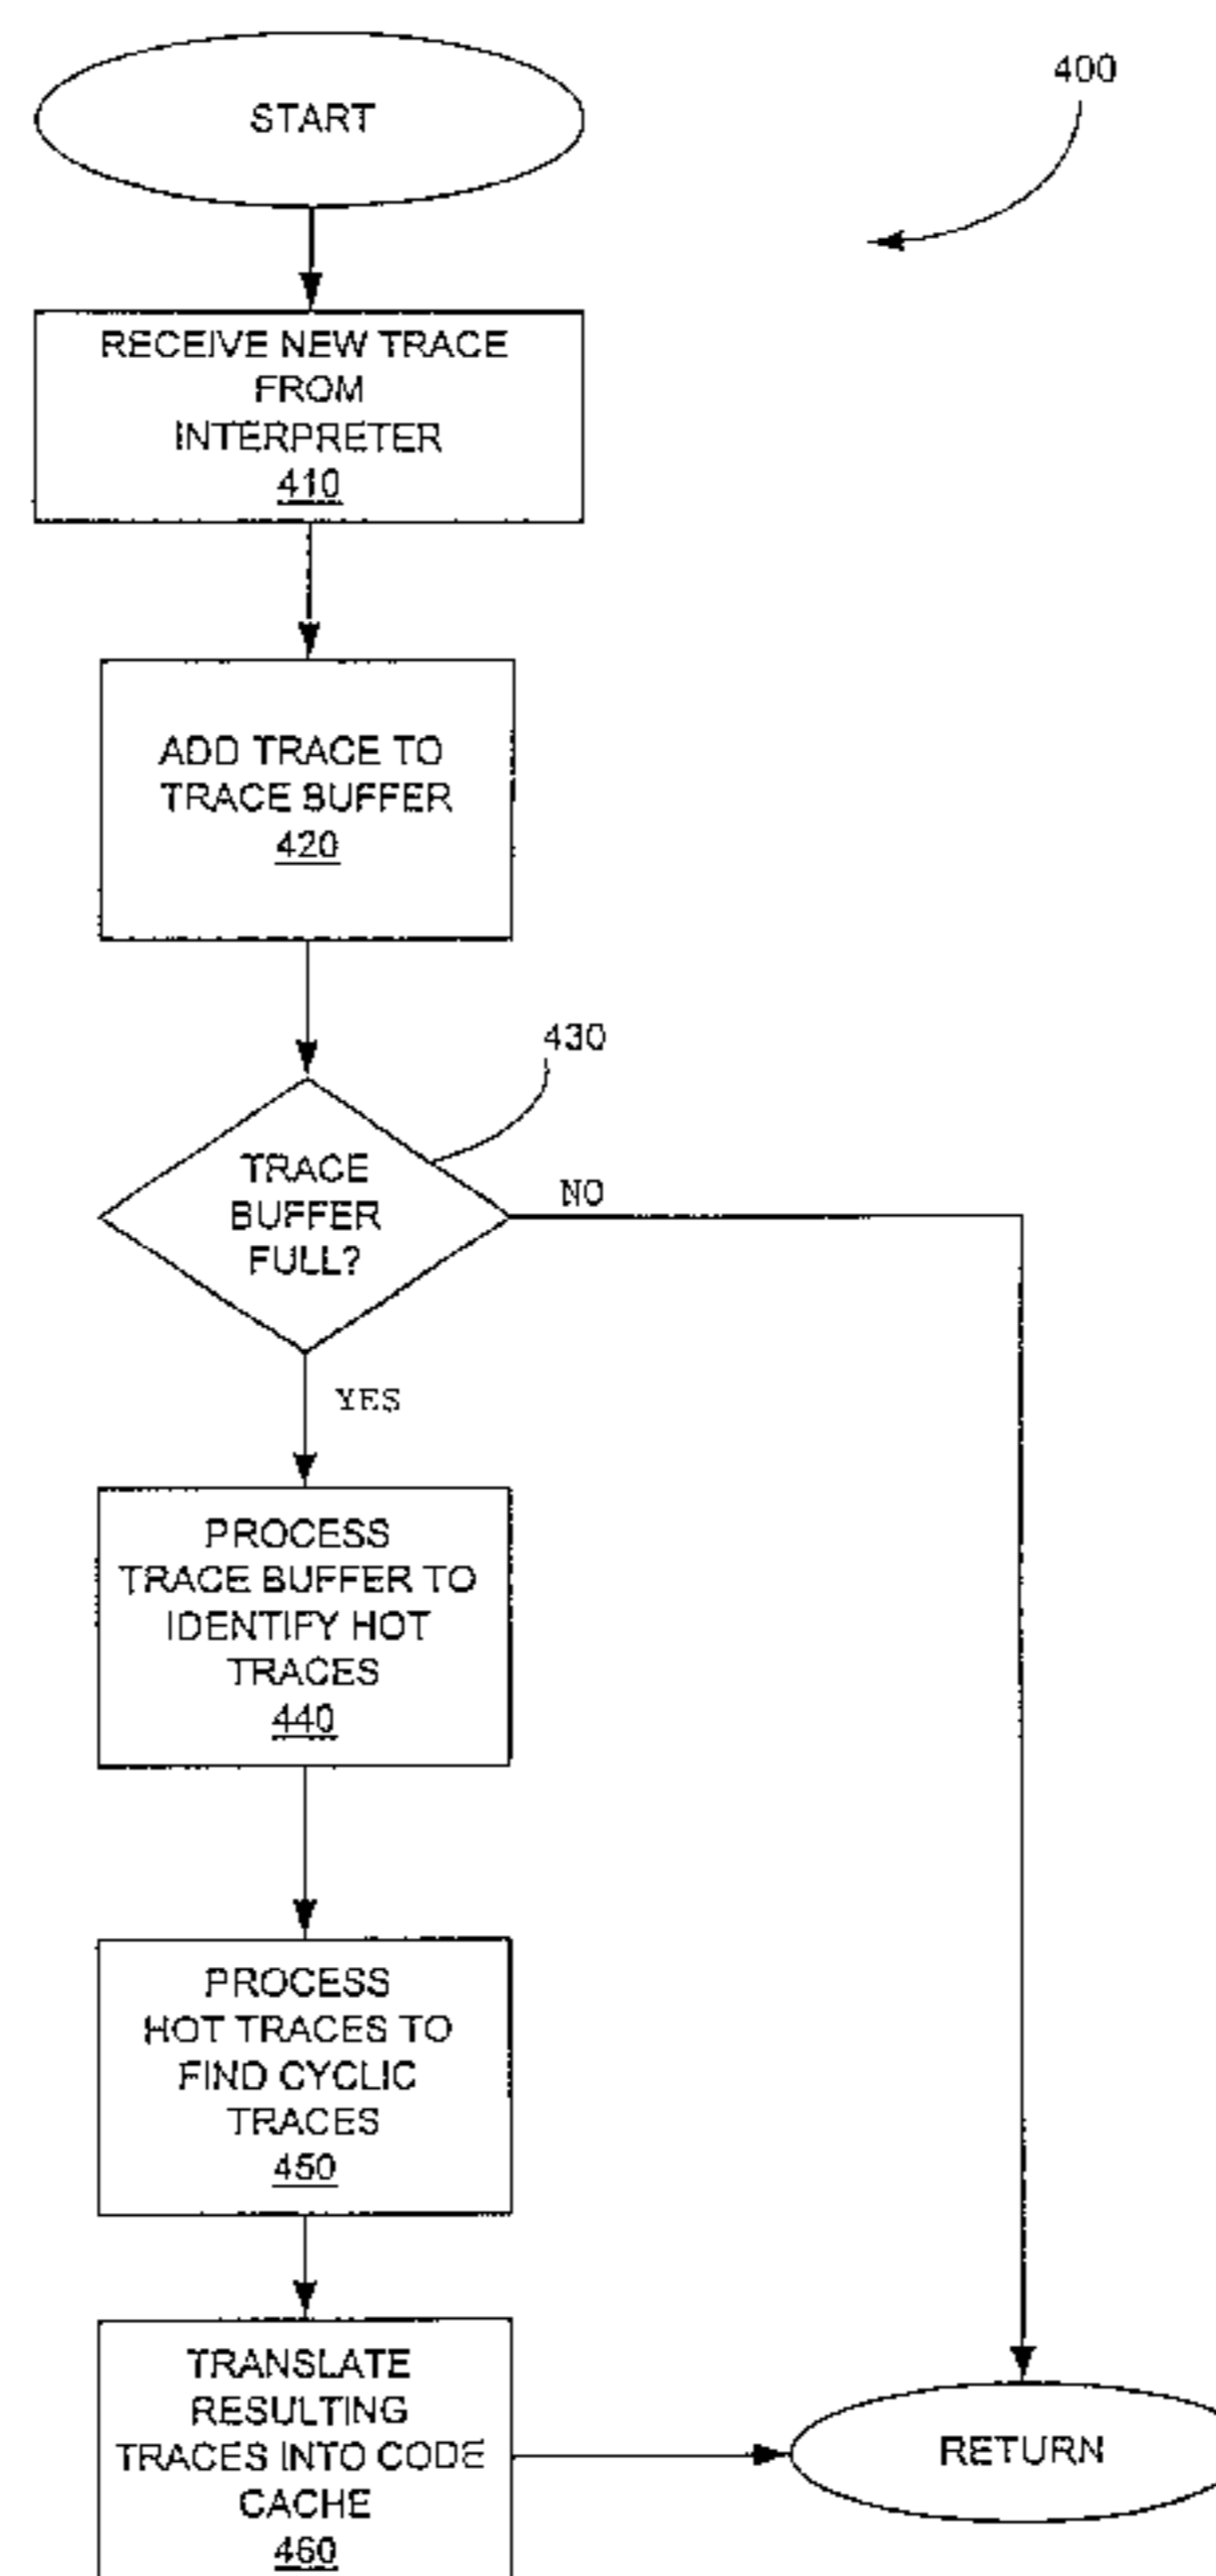 START
400
RECEIVE NEW TRACE
FROM
INTERPRETER
410
ADD TRACE TO
TRACE BUFFER
420
430
TRACE
BUFFER
FULL?
NO
YES
PROCESS
TRACE BUFFER TO
IDENTIFY HOT
TRACES
440
PROCESS
HOT TRACES TO
FIND CYCLIC
TRACES
450
TRANSLATE
RESULTING
TRACES INTO CODE
CACHE
460
RETURN